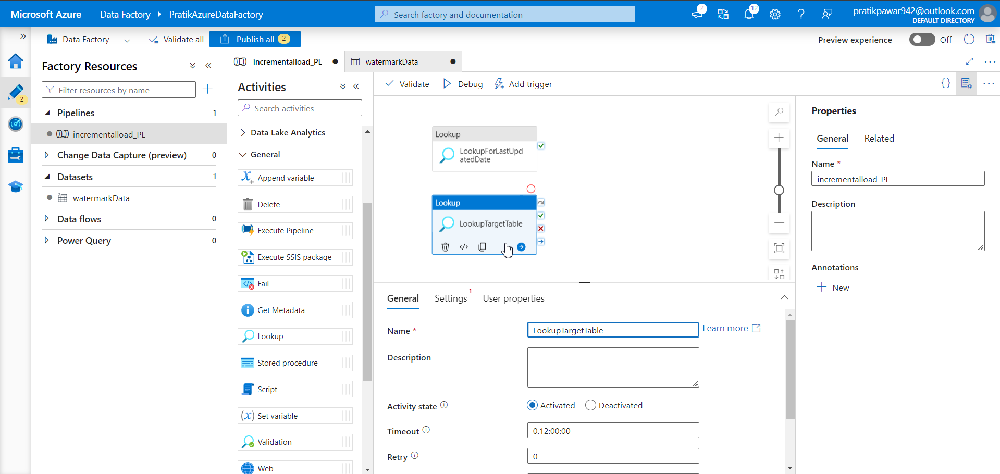 Microsoft Azure
Data Factory
PratikAzureDataFactory
Search factory and documentation
2
12
pratikpawar942@outlook.com
DEFAULT DIRECTORY
Data Factory
Validate all
Publish all
2
Preview experience
Off
2
Factory Resources
Filter resources by name
Pipelines
1
incrementalload_PL
Change Data Capture (preview)
0
Datasets
1
watermarkData
Data flows
0
Power Query
0
incrementalload_PL
watermarkData
Activities
Search activities
Data Lake Analytics
General
Append variable
Delete
Execute Pipeline
Execute SSIS package
Fail
Get Metadata
Lookup
Stored procedure
Script
Set variable
Validation
Web
Validate
Debug
Add trigger
Lookup
LookupForLastUpd
atedDate
Lookup
LookupTargetTable
General
Settings
1
User properties
Name *
LookupTargetTable
Learn more
Description
Activity state
Activated
Deactivated
Timeout
0.12:00:00
Retry
0
Properties
General
Related
Name *
incrementalload_PL
Description
Annotations
New